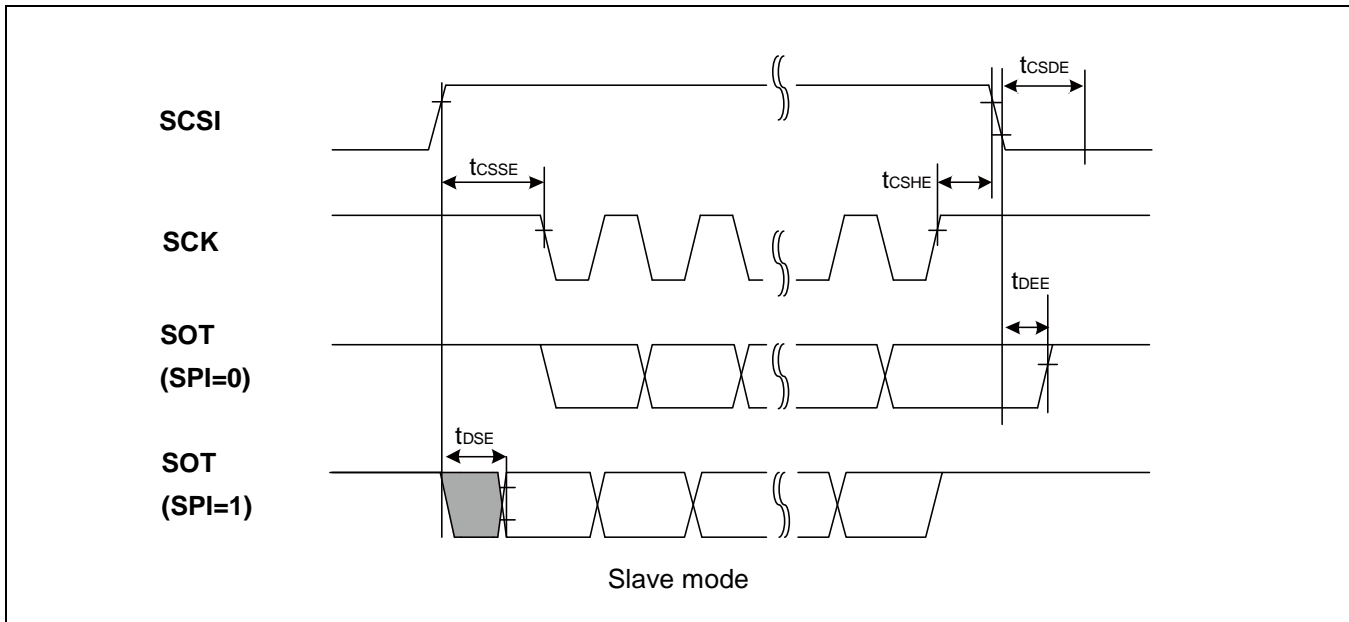 tCSDE
SCSI
tCSSE
tCSHE
SCK
tDEE
SOT
(SPI=0)
tDSE
SOT
(SPI=1)
Slave mode